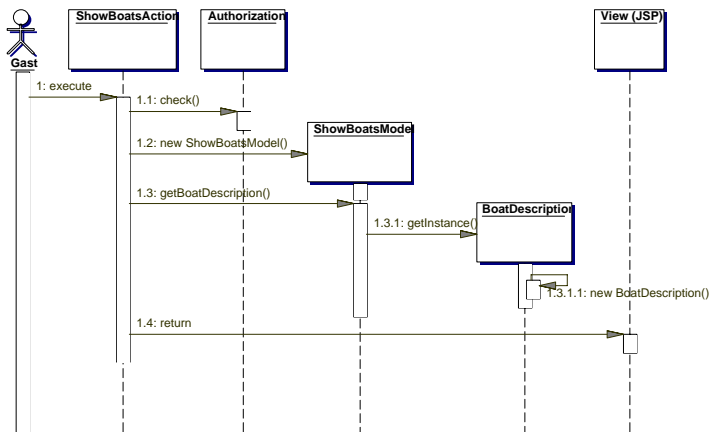 ShowBoatsAction
Authorization
View (JSP)
Gast
1: execute
1.1: check()
ShowBoatsModel
1.2: new ShowBoatsModel()
1.3: getBoatDescription()
BoatDescription
1.3.1: getInstance()
1.3.1.1: new BoatDescription()
1.4: return